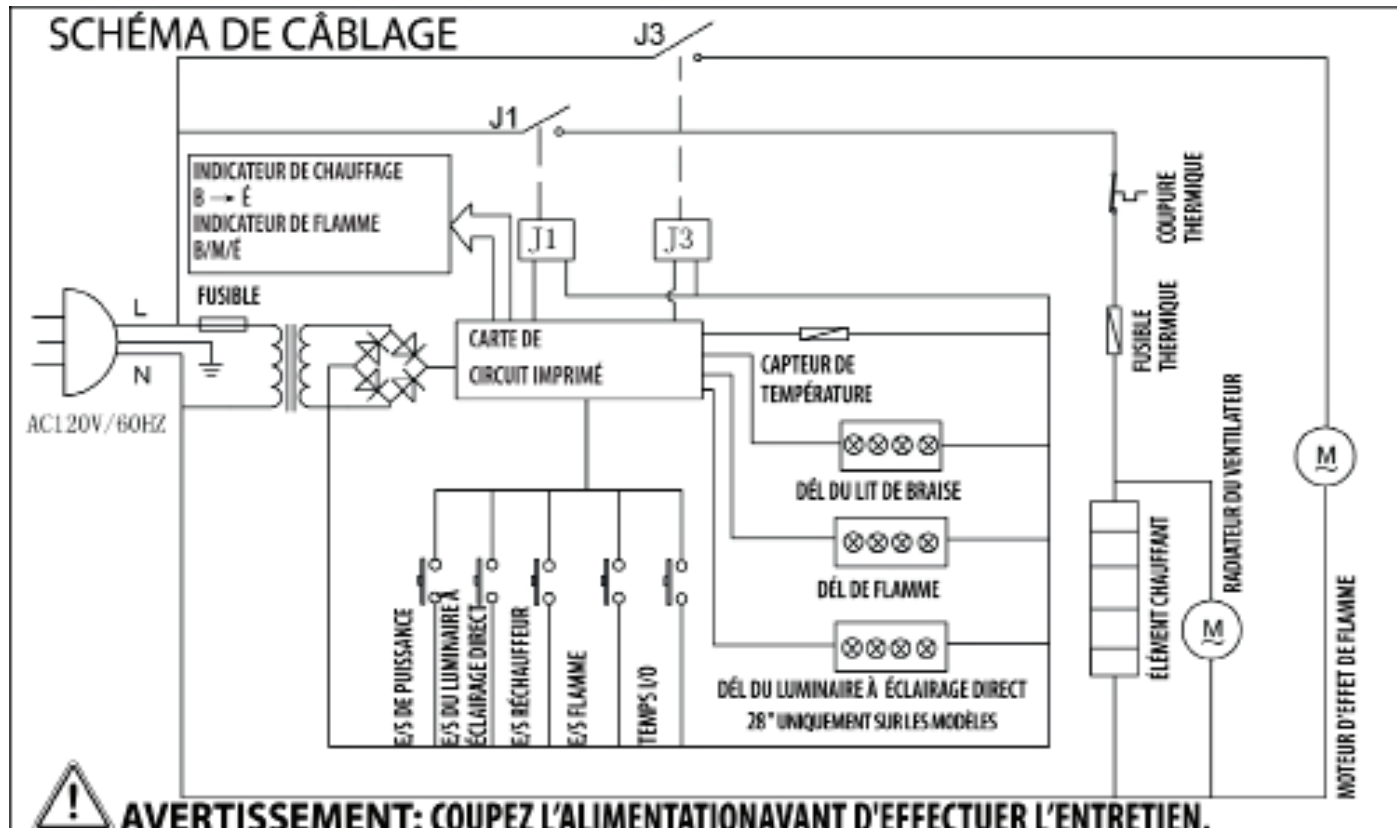 SCHÉMA DE CÂBLAGE
J3
J1
INDICATEUR DE CHAUFFAGE
B → É
INDICATEUR DE FLAMME
B/M/É
J1
J3
COUPURE
THERMIQUE
L
FUSIBLE
N
AC120V/60HZ
CARTE DE
CIRCUIT IMPRIMÉ
CAPTEUR DE
TEMPÉRATURE
FUSIBLE
THERMIQUE
DÉL DU LIT DE BRAISE
DÉL DE FLAMME
DÉL DU LUMINAIRE À ÉCLAIRAGE DIRECT
28" UNIQUEMENT SUR LES MODÈLES
E/S DE PUISSANCE
E/S DU LUMINAIRE À
ÉCLAIRAGE DIRECT
E/S RÉCHAUFFEUR
E/S FLAMME
TEMPS I/O
ÉLÉMENT CHAUFFANT
M
RADIATEUR DU VENTILATEUR
M
MOTEUR D'EFFET DE FLAMME
! AVERTISSEMENT: COUPEZ L'ALIMENTATIONAVANT D'EFFECTUER L'ENTRETIEN.